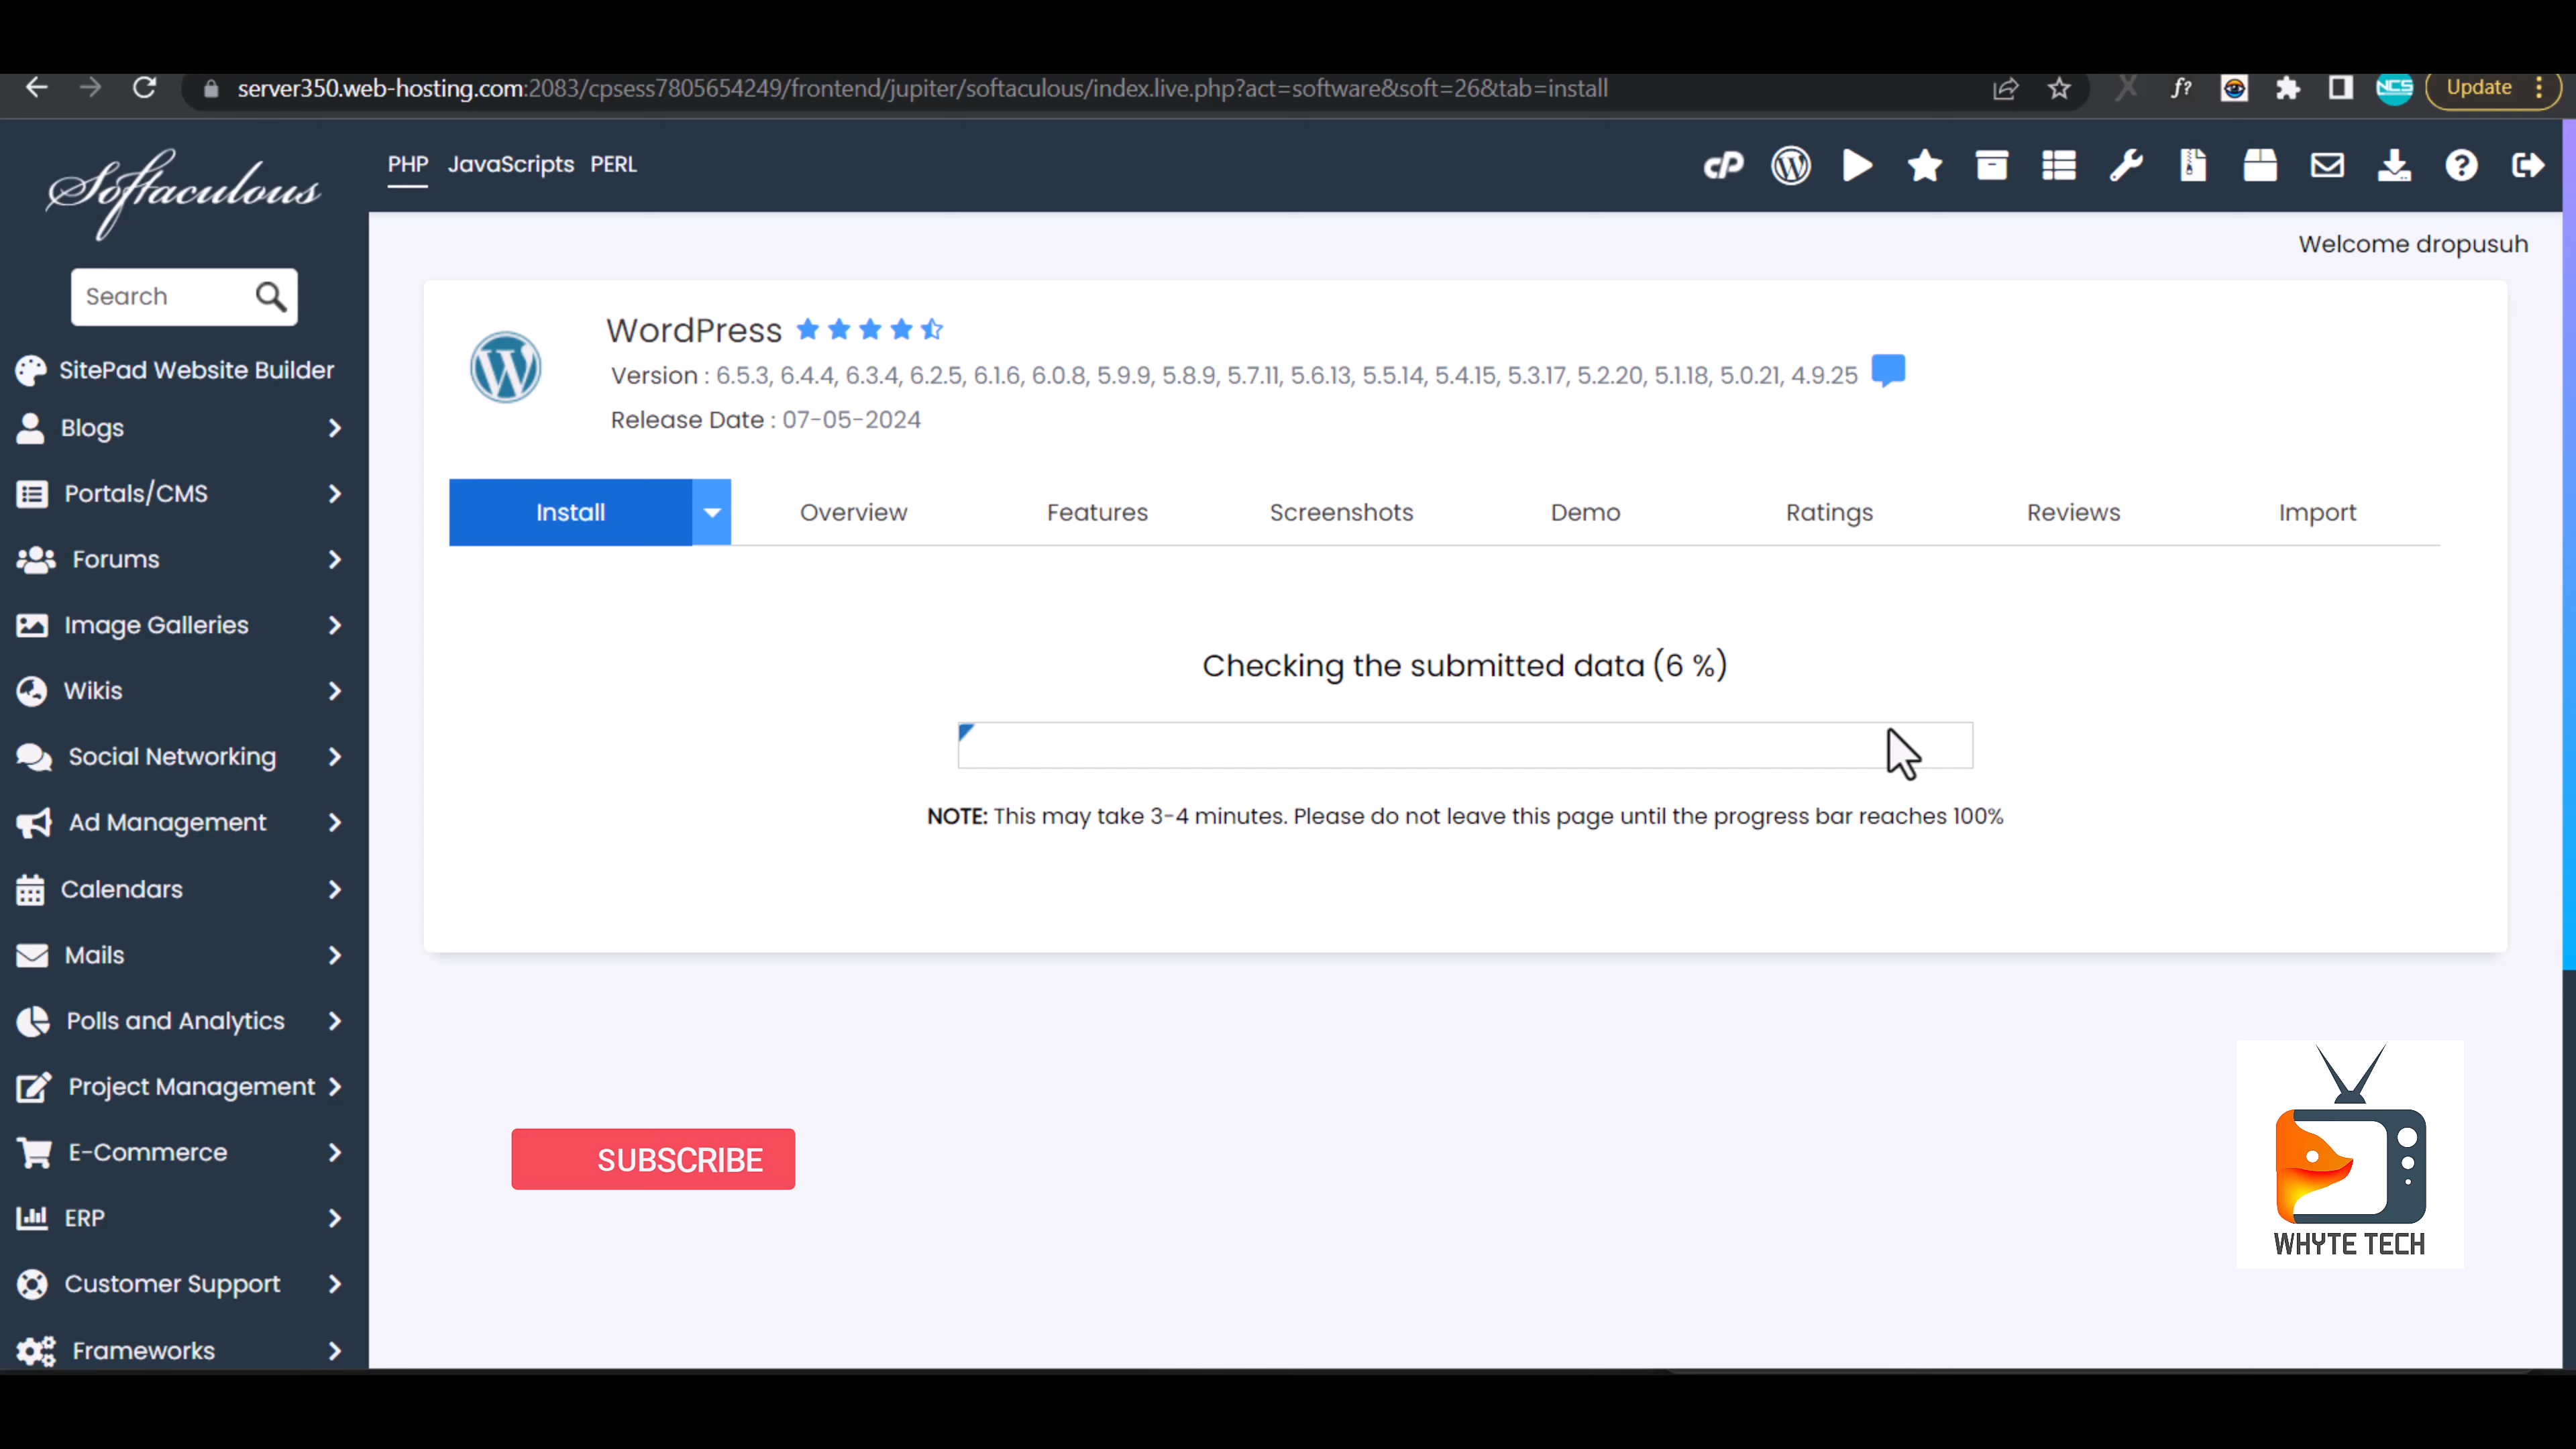 server350.web-hosting.com:2083/cpsess7805654249/frontend/jupiter/softaculous/index.live.php?act=software&soft=26&tab=install
f?
NCS
Update
Softaculous
PHP JavaScripts PERL
cP
Welcome dropusuh
Search
SitePad Website Builder
Blogs
Portals/CMS
Forums
Image Galleries
Wikis
Social Networking
Ad Management
Calendars
Mails
Polls and Analytics
Project Management
E-Commerce
ERP
Customer Support
Frameworks
WordPress
Version : 6.5.3, 6.4.4, 6.3.4, 6.2.5, 6.1.6, 6.0.8, 5.9.9, 5.8.9, 5.7.11, 5.6.13, 5.5.14, 5.4.15, 5.3.17, 5.2.20, 5.1.18, 5.0.21, 4.9.25
Release Date : 07-05-2024
Install Overview Features Screenshots Demo Ratings Reviews Import
Checking the submitted data (6 %)
NOTE: This may take 3-4 minutes. Please do not leave this page until the progress bar reaches 100%
SUBSCRIBE
WHYTE TECH